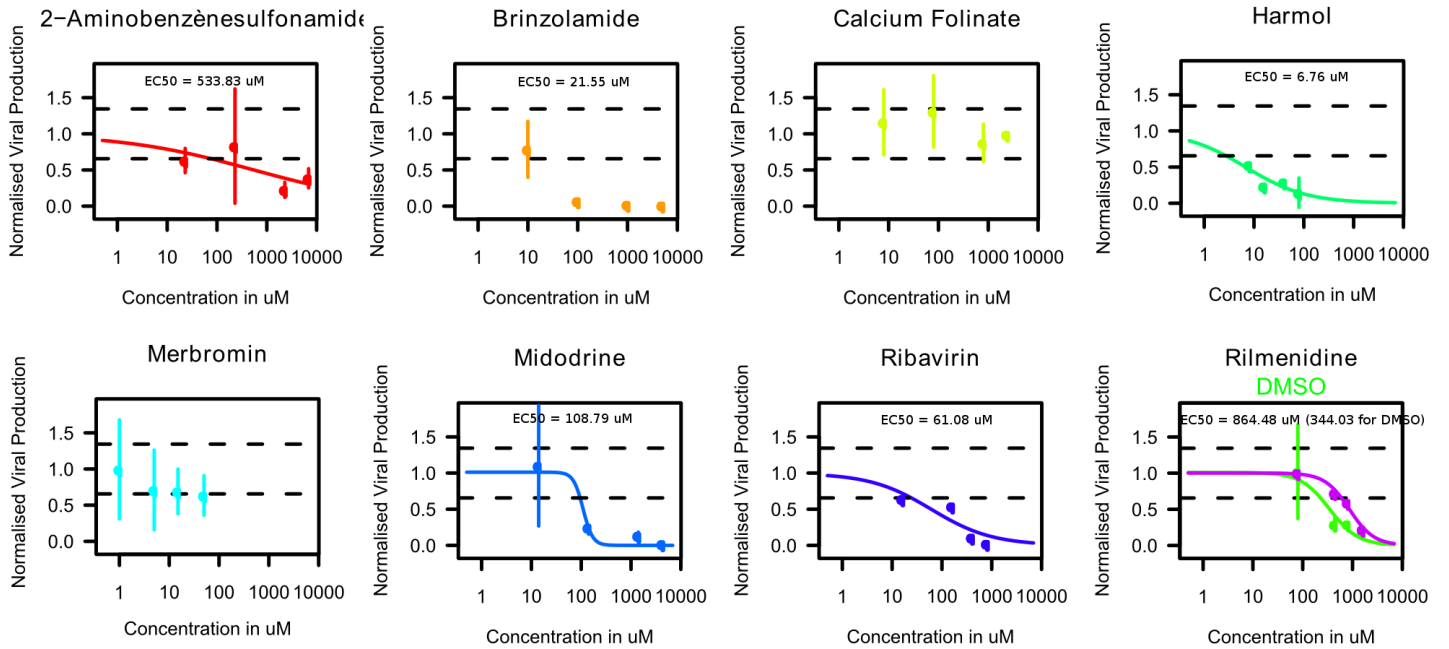 2−Aminobenzènesulfonamide
Normalised Viral Production
EC50 = 533.83 uM
1.5
1.0
0.5
0.0
1 10 100 1000 10000
Concentration in uM
Brinzolamide
Normalised Viral Production
EC50 = 21.55 uM
1.5
1.0
0.5
0.0
1 10 100 1000 10000
Concentration in uM
Calcium Folinate
Normalised Viral Production
1.5
1.0
0.5
0.0
1 10 100 1000 10000
Concentration in uM
Harmol
Normalised Viral Production
EC50 = 6.76 uM
1.5
1.0
0.5
0.0
1 10 100 1000 10000
Concentration in uM
Merbromin
Normalised Viral Production
1.5
1.0
0.5
0.0
1 10 100 1000 10000
Concentration in uM
Midodrine
Normalised Viral Production
EC50 = 108.79 uM
1.5
1.0
0.5
0.0
1 10 100 1000 10000
Concentration in uM
Ribavirin
Normalised Viral Production
EC50 = 61.08 uM
1.5
1.0
0.5
0.0
1 10 100 1000 10000
Concentration in uM
Rilmenidine
DMSO
Normalised Viral Production
EC50 = 864.48 uM (344.03 for DMSO)
1.5
1.0
0.5
0.0
1 10 100 1000 10000
Concentration in uM